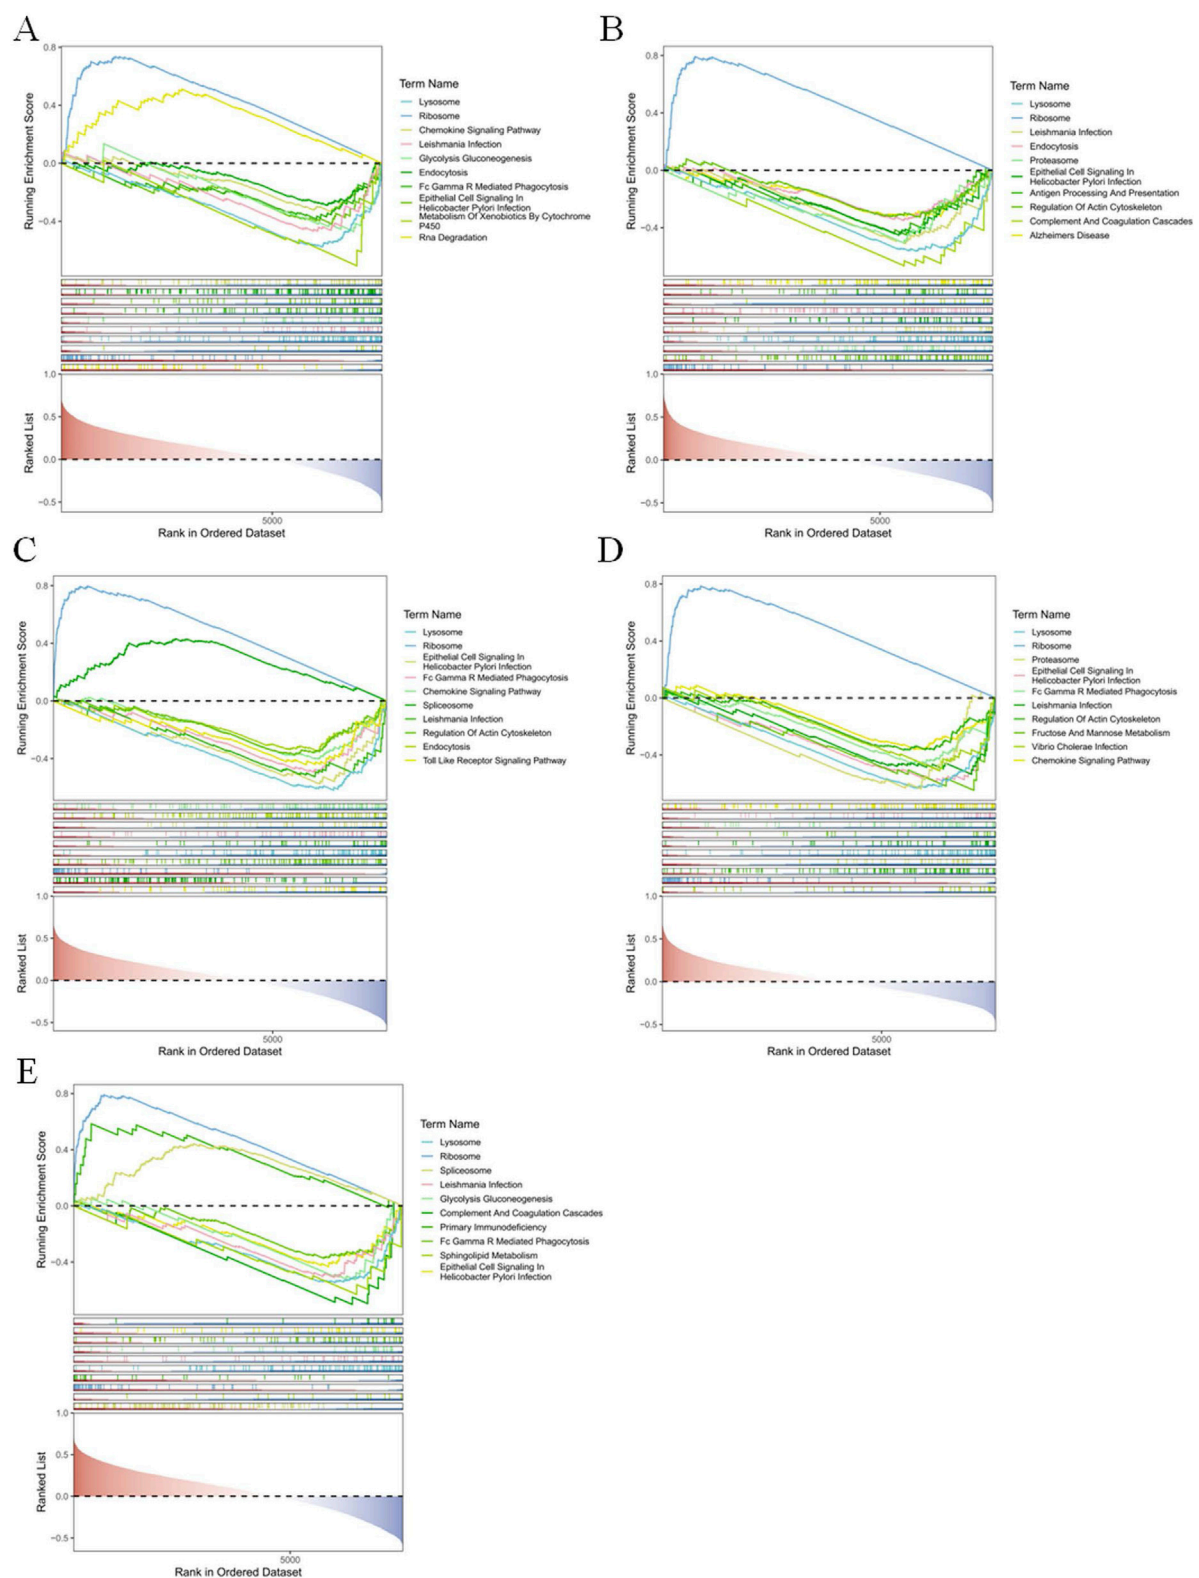 A
Running Enrichment Score
0.8
0.4
0.0
−0.4
Term Name
Lysosome
Ribosome
Chemokine Signaling Pathway
Leishmania Infection
Glycolysis Gluconeogenesis
Endocytosis
Fc Gamma R Mediated Phagocytosis
Epithelial Cell Signaling In
Helicobacter Pylori Infection
Metabolism Of Xenobiotics By Cytochrome
P450
Rna Degradation
Ranked List
1.0
0.5
0.0
−0.5
5000
Rank in Ordered Dataset
B
Running Enrichment Score
0.8
0.4
0.0
−0.4
Term Name
Lysosome
Ribosome
Leishmania Infection
Endocytosis
Proteasome
Epithelial Cell Signaling In
Helicobacter Pylori Infection
Antigen Processing And Presentation
Regulation Of Actin Cytoskeleton
Complement And Coagulation Cascades
Alzheimers Disease
Ranked List
1.0
0.5
0.0
−0.5
5000
Rank in Ordered Dataset
C
Running Enrichment Score
0.8
0.4
0.0
−0.4
Term Name
Lysosome
Ribosome
Epithelial Cell Signaling In
Helicobacter Pylori Infection
Fc Gamma R Mediated Phagocytosis
Chemokine Signaling Pathway
Spliceosome
Leishmania Infection
Regulation Of Actin Cytoskeleton
Endocytosis
Toll Like Receptor Signaling Pathway
Ranked List
1.0
0.5
0.0
−0.5
5000
Rank in Ordered Dataset
D
Running Enrichment Score
0.8
0.4
0.0
−0.4
Term Name
Lysosome
Ribosome
Proteasome
Epithelial Cell Signaling In
Helicobacter Pylori Infection
Fc Gamma R Mediated Phagocytosis
Leishmania Infection
Regulation Of Actin Cytoskeleton
Fructose And Mannose Metabolism
Vibrio Cholerae Infection
Chemokine Signaling Pathway
Ranked List
1.0
0.5
0.0
−0.5
5000
Rank in Ordered Dataset
E
Running Enrichment Score
0.8
0.4
0.0
−0.4
Term Name
Lysosome
Ribosome
Spliceosome
Leishmania Infection
Glycolysis Gluconeogenesis
Complement And Coagulation Cascades
Primary Immunodeficiency
Fc Gamma R Mediated Phagocytosis
Sphingolipid Metabolism
Epithelial Cell Signaling In
Helicobacter Pylori Infection
Ranked List
1.0
0.5
0.0
−0.5
5000
Rank in Ordered Dataset